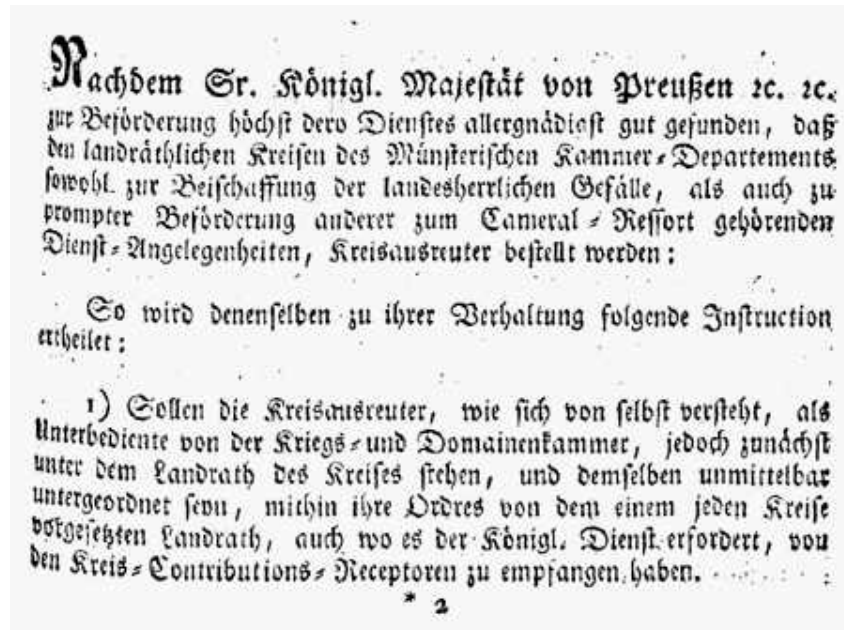 Nachdem Sr. Königl. Majestät von Preußen ꝛc. ꝛc.
zur Beförderung höchst dero Dienstes allergnädigst gut gefunden, daß
den landräthlichen Kreisen des Münsterischen Kammer-Departements
sowohl zur Beischaffung der landesherrlichen Gefälle, als auch zu
prompter Beförderung anderer zum Cameral-Ressort gehörenden
Dienst-Angelegenheiten, Kreisausreuter bestellt werden:
So wird denenselben zu ihrer Verhaltung folgende Instruction
ertheilet:
1) Sollen die Kreisausreuter, wie sich von selbst versteht, als
Unterbediente von der Kriegs- und Domainenkammer, jedoch zunächst
unter dem Landrath des Kreises stehen, und demselben unmittelbar
untergeordnet seyn, mithin ihre Ordres von dem einem jeden Kreise
vorgesetzten Landrath, auch wo es der Königl. Dienst erfordert, von
den Kreis-Contributions-Receptoren zu empfangen haben.
* 2